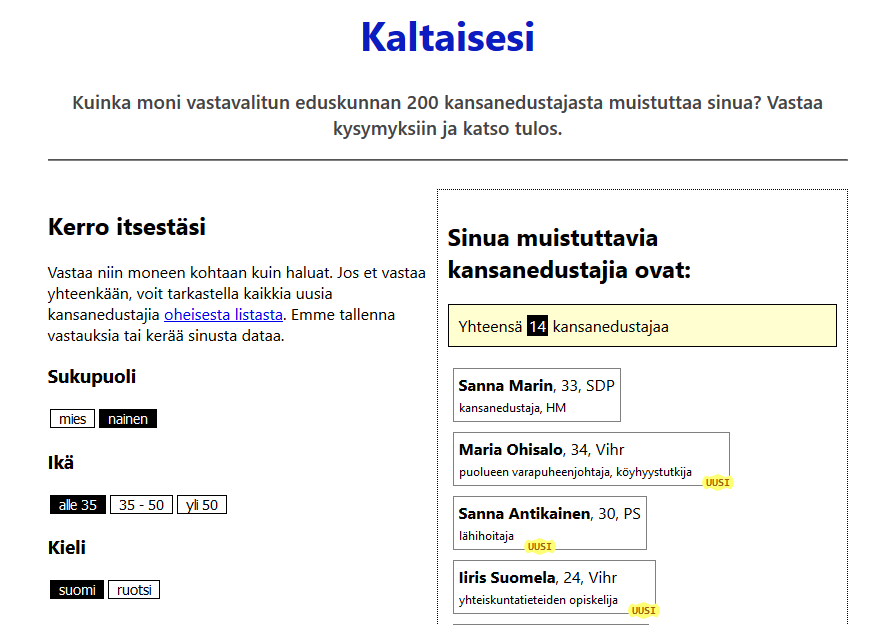 Kaltaisesi
Kuinka moni vastavalitun eduskunnan 200 kansanedustajasta muistuttaa sinua? Vastaa
kysymyksiin ja katso tulos.
Kerro itsestäsi
Vastaa niin moneen kohtaan kuin haluat. Jos et vastaa
yhteenkään, voit tarkastella kaikkia uusia
kansanedustajia oheisesta listasta. Emme tallenna
vastauksia tai kerää sinusta dataa.
Sukupuoli
mies nainen
Ikä
alle 35 35 - 50 yli 50
Kieli
suomi ruotsi
Sinua muistuttavia
kansanedustajia ovat:
Yhteensä 14 kansanedustajaa
Sanna Marin, 33, SDP
kansanedustaja, HM
Maria Ohisalo, 34, Vihr
puolueen varapuheenjohtaja, köyhyystutkija
UUSI
Sanna Antikainen, 30, PS
lähihoitaja
UUSI
Iiris Suomela, 24, Vihr
yhteiskuntatieteiden opiskelija
UUSI